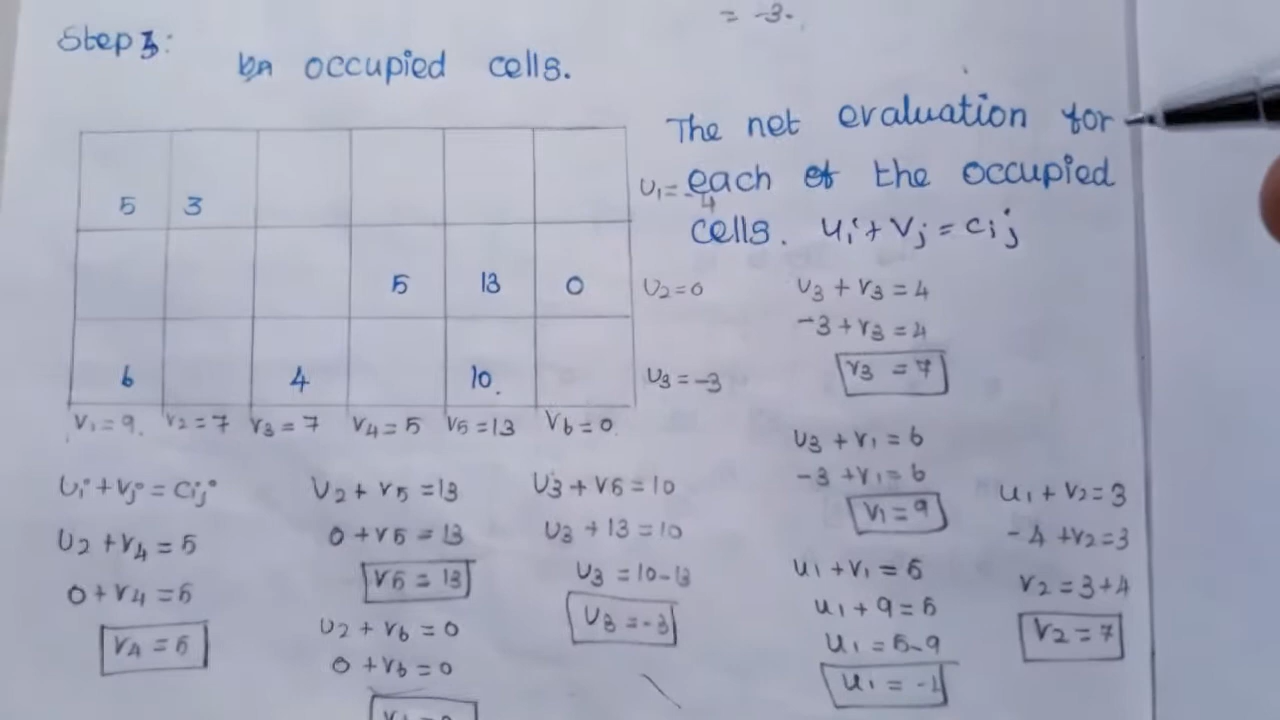 = -3.
Step 3:
occupied cells.
The net evaluation for
each of the occupied
cells. ui + vj = cij
5 3
U1 = -4
5 13 0
U2 = 0
6 4 10.
U3 = -3
V1 = 9. V2 = 7 V3 = 7 V4 = 5 V5 = 13 V6 = 0.
Ui + Vj = Cij
U2 + V4 = 5
0 + V4 = 5
V4 = 5
U2 + V5 = 13
0 + V5 = 13
V5 = 13
U2 + V6 = 0
0 + V6 = 0
U3 + V5 = 10
U3 + 13 = 10
U3 = 10 - 13
U3 = -3
U3 + V3 = 4
-3 + V3 = 4
V3 = 7
U3 + V1 = 6
-3 + V1 = 6
V1 = 9
U1 + V1 = 5
U1 + 9 = 5
U1 = 5 - 9
U1 = -4
U1 + V2 = 3
-4 + V2 = 3
V2 = 3 + 4
V2 = 7